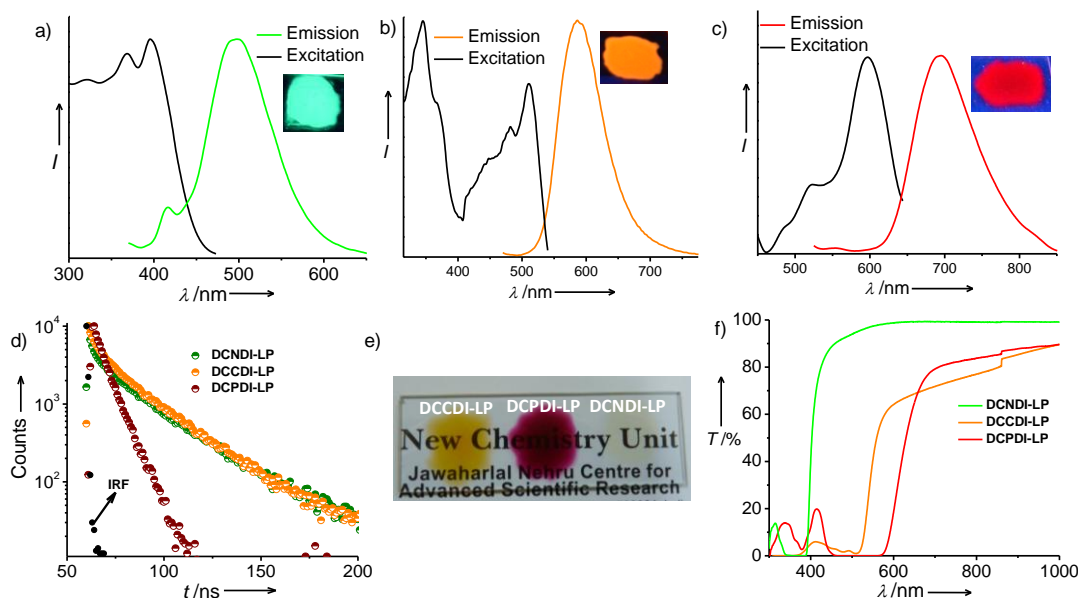 a)
Emission
Excitation
I
300
400
500
600
λ /nm
b)
Emission
Excitation
I
400
500
600
700
λ /nm
c)
Emission
Excitation
I
500
600
700
800
λ /nm
d)
10⁴
10³
10²
Counts
DCNDI-LP
DCCDI-LP
DCPDI-LP
IRF
50
100
150
200
t /ns
e)
DCCDI-LP DCPDI-LP DCNDI-LP
New Chemistry Unit
Jawaharlal Nehru Centre for
Advanced Scientific Research
f)
100
80
60
40
20
0
T /%
DCNDI-LP
DCCDI-LP
DCPDI-LP
400
600
800
1000
λ /nm